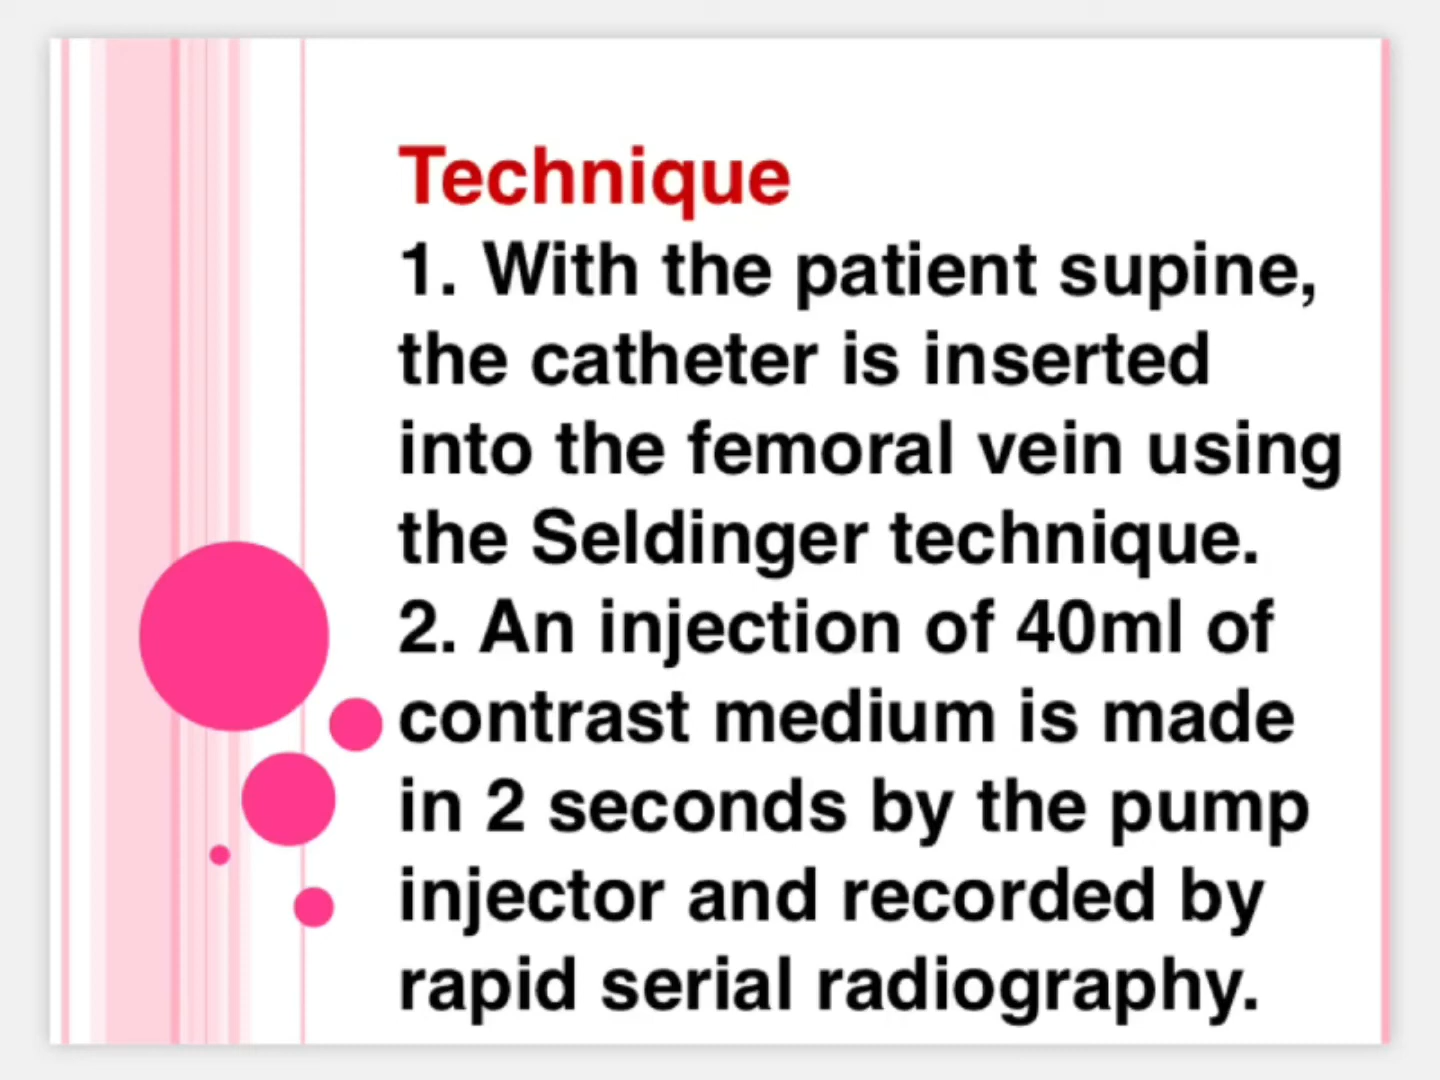 Technique
1. With the patient supine,
the catheter is inserted
into the femoral vein using
the Seldinger technique.
2. An injection of 40ml of
contrast medium is made
in 2 seconds by the pump
injector and recorded by
rapid serial radiography.